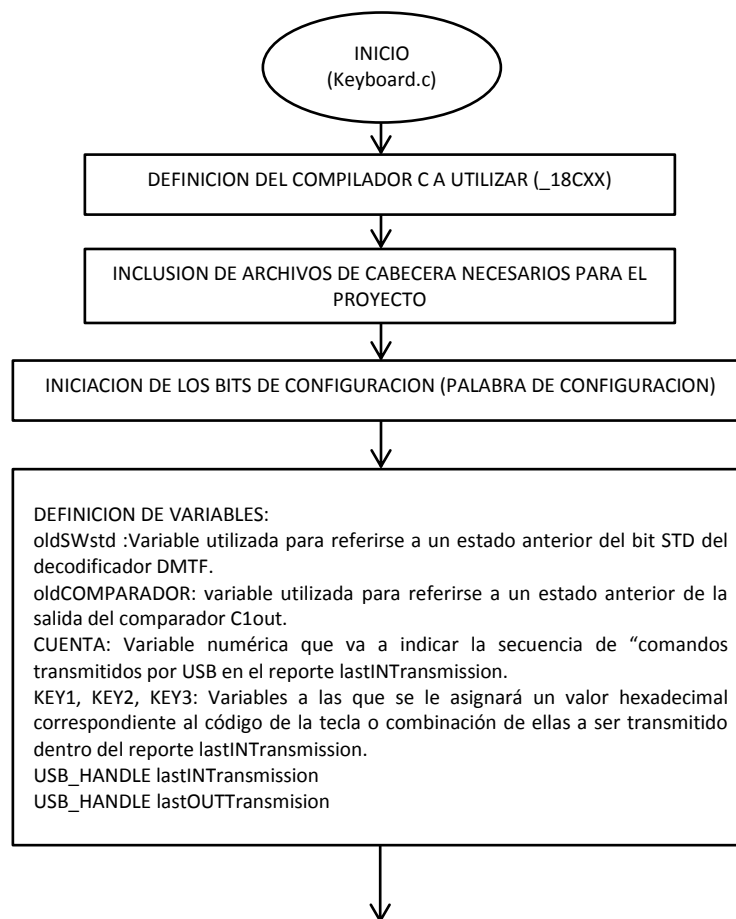 INICIO
(Keyboard.c)
DEFINICION DEL COMPILADOR C A UTILIZAR (_18CXX)
INCLUSION DE ARCHIVOS DE CABECERA NECESARIOS PARA EL
PROYECTO
INICIACION DE LOS BITS DE CONFIGURACION (PALABRA DE CONFIGURACION)
DEFINICION DE VARIABLES:
oldSWstd :Variable utilizada para referirse a un estado anterior del bit STD del
decodificador DMTF.
oldCOMPARADOR: variable utilizada para referirse a un estado anterior de la
salida del comparador C1out.
CUENTA: Variable numérica que va a indicar la secuencia de “comandos
transmitidos por USB en el reporte lastINTransmission.
KEY1, KEY2, KEY3: Variables a las que se le asignará un valor hexadecimal
correspondiente al código de la tecla o combinación de ellas a ser transmitido
dentro del reporte lastINTransmission.
USB_HANDLE lastINTransmission
USB_HANDLE lastOUTTransmision